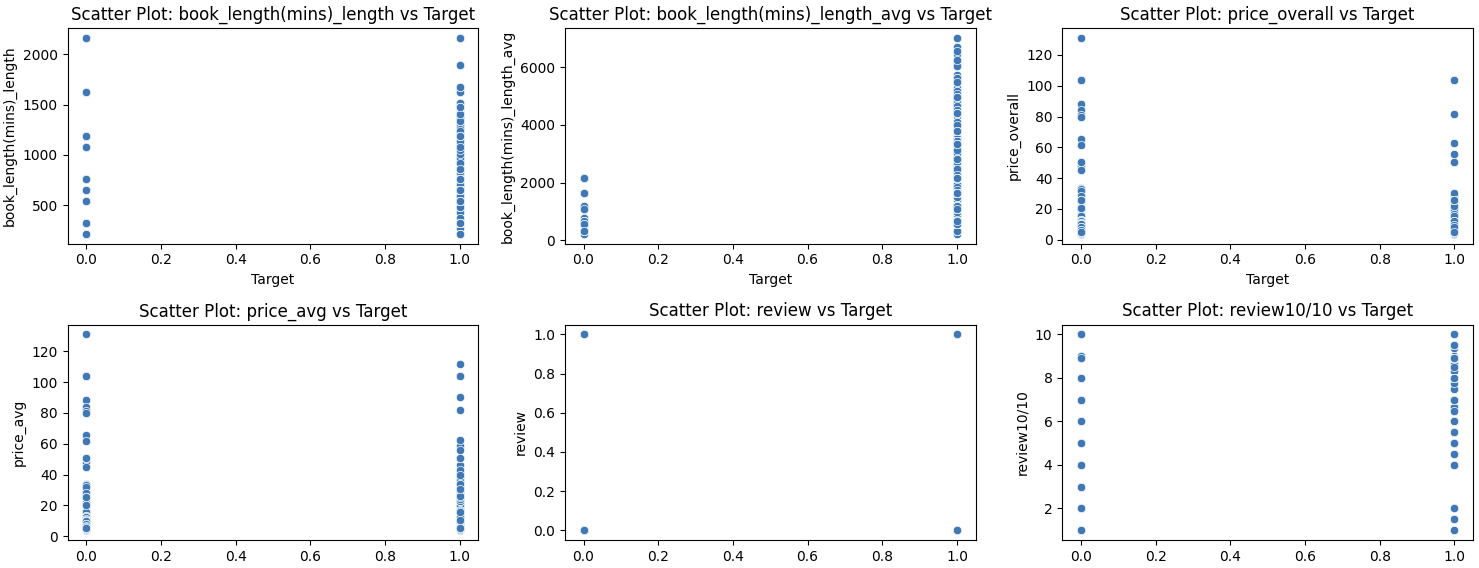 Scatter Plot: book_length(mins)_length vs Target
book_length(mins)_length
2000
1500
1000
500
0.0 0.2 0.4 0.6 0.8 1.0
Target
Scatter Plot: book_length(mins)_length_avg vs Target
book_length(mins)_length_avg
6000
4000
2000
0
0.0 0.2 0.4 0.6 0.8 1.0
Target
Scatter Plot: price_overall vs Target
price_overall
120
100
80
60
40
20
0
0.0 0.2 0.4 0.6 0.8 1.0
Target
Scatter Plot: price_avg vs Target
price_avg
120
100
80
60
40
20
0
0.0 0.2 0.4 0.6 0.8 1.0
Scatter Plot: review vs Target
review
1.0
0.8
0.6
0.4
0.2
0.0
0.0 0.2 0.4 0.6 0.8 1.0
Scatter Plot: review10/10 vs Target
review10/10
10
8
6
4
2
0.0 0.2 0.4 0.6 0.8 1.0